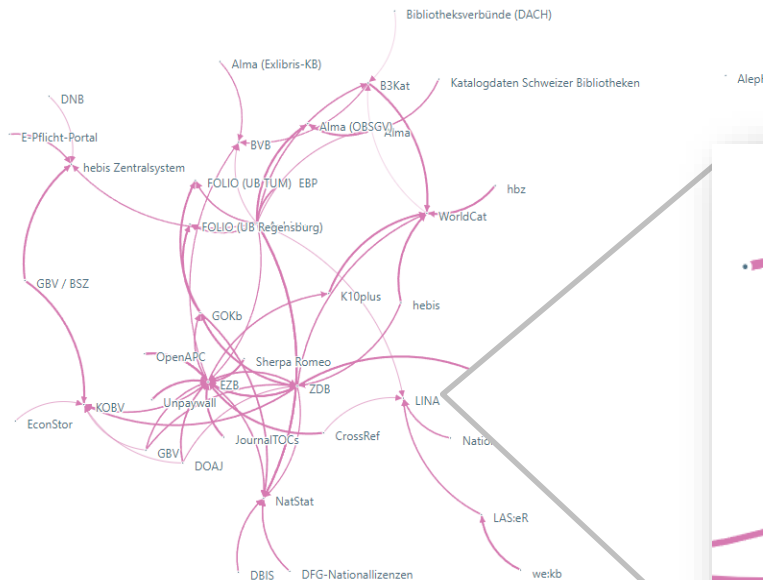 Bibliotheksverbünde (DACH)
Alma (Exlibris-KB)
B3Kat
Katalogdaten Schweizer Bibliotheken
Aleph
DNB
Alma (OBSGV)
Alma
E-Pflicht-Portal
BVB
hebis Zentralsystem
FOLIO (UB TUM)
EBP
hbz
WorldCat
FOLIO (UB Regensburg)
GBV / BSZ
K10plus
hebis
GOKb
OpenAPC
Sherpa Romeo
EZB
ZDB
Unpaywall
LINA
KOBV
EconStor
JournalTOCs
CrossRef
Natio
GBV
DOAJ
NatStat
LAS:eR
DBIS
DFG-Nationallizenzen
we:kb